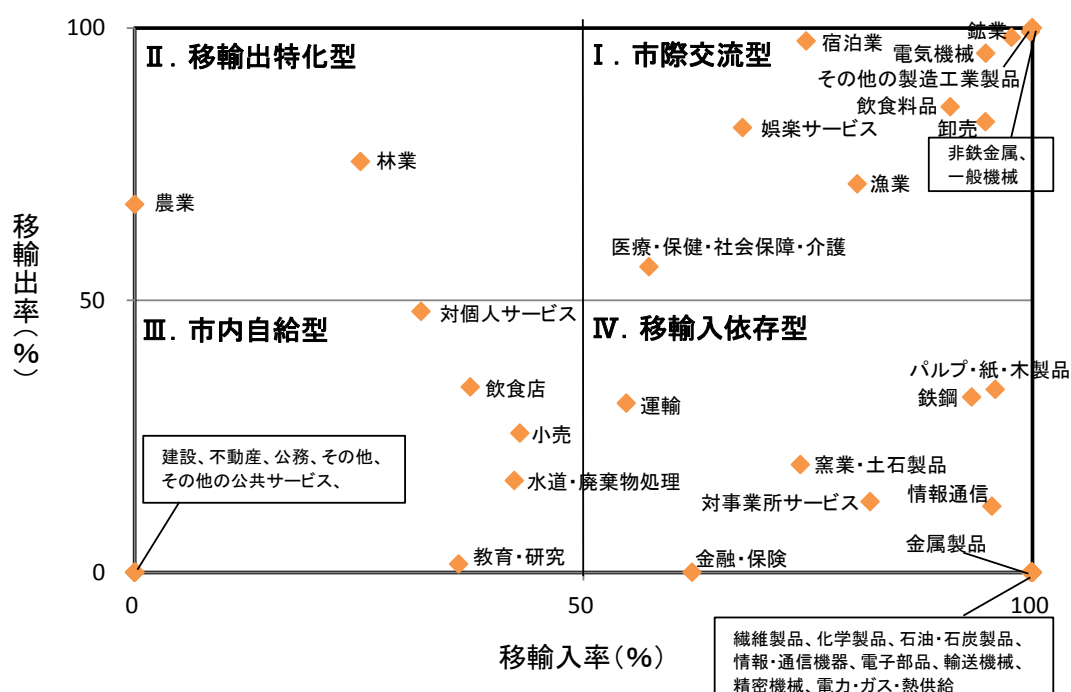 100
Ⅱ．移輸出特化型
Ⅰ．市際交流型
宿泊業
鉱業
電気機械
その他の製造工業製品
飲食料品
卸売
娯楽サービス
非鉄金属、
一般機械
林業
漁業
農業
移輸出率（％）
医療・保健・社会保障・介護
50
対個人サービス
Ⅲ．市内自給型
Ⅳ．移輸入依存型
パルプ・紙・木製品
飲食店
運輸
鉄鋼
小売
建設、不動産、公務、その他、
その他の公共サービス、
水道・廃棄物処理
窯業・土石製品
対事業所サービス
情報通信
教育・研究
金融・保険
金属製品
0
0
50
100
移輸入率（％）
繊維製品、化学製品、石油・石炭製品、
情報・通信機器、電子部品、輸送機械、
精密機械、電力・ガス・熱供給